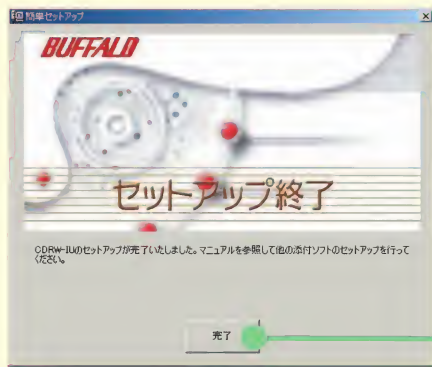 簡単セットアップ
BUFFALO
セットアップ終了
CDRW-IUのセットアップが完了いたしました。マニュアルを参照して他の添付ソフトのセットアップを行って
ください。
完了